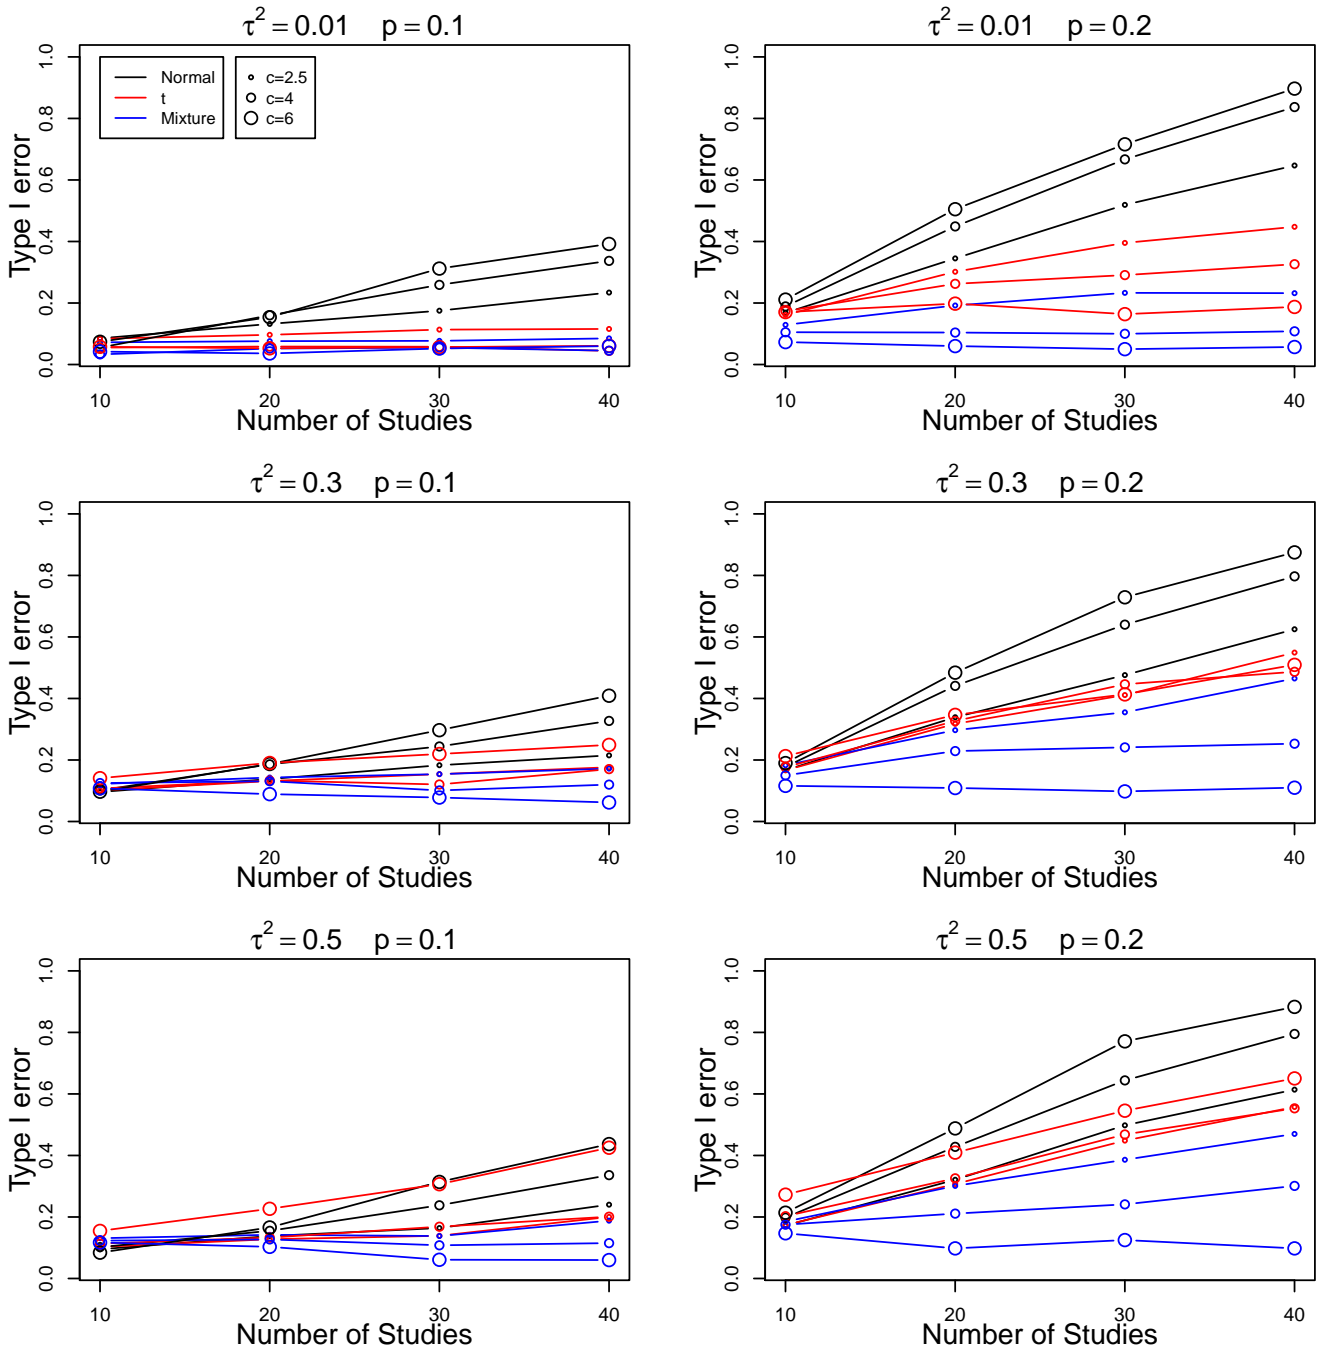 τ² = 0.01 p = 0.1
Type I error
0.0 0.2 0.4 0.6 0.8 1.0
Normal
t
Mixture
c=2.5
c=4
c=6
10 20 30 40
Number of Studies
τ² = 0.01 p = 0.2
Type I error
0.0 0.2 0.4 0.6 0.8 1.0
10 20 30 40
Number of Studies
τ² = 0.3 p = 0.1
Type I error
0.0 0.2 0.4 0.6 0.8 1.0
10 20 30 40
Number of Studies
τ² = 0.3 p = 0.2
Type I error
0.0 0.2 0.4 0.6 0.8 1.0
10 20 30 40
Number of Studies
τ² = 0.5 p = 0.1
Type I error
0.0 0.2 0.4 0.6 0.8 1.0
10 20 30 40
Number of Studies
τ² = 0.5 p = 0.2
Type I error
0.0 0.2 0.4 0.6 0.8 1.0
10 20 30 40
Number of Studies